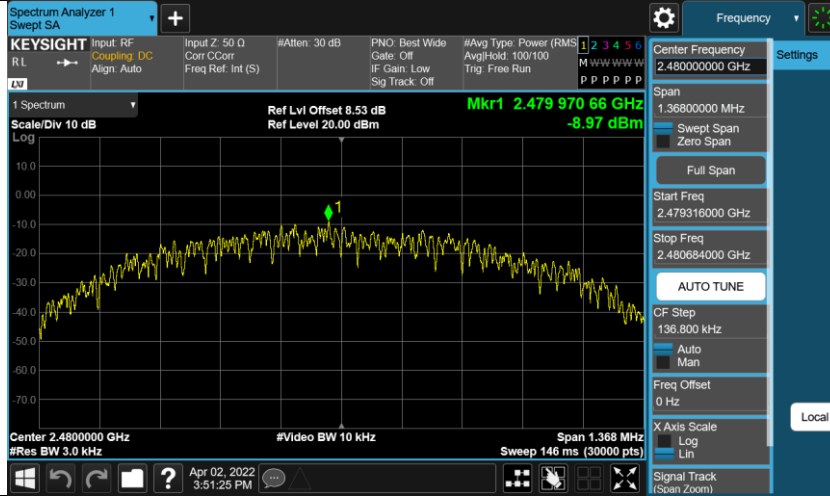 Spectrum Analyzer 1
Swept SA
+
Frequency
KEYSIGHT
RL
LXI
Input: RF
Coupling: DC
Align: Auto
Input Z: 50 Ω
Corr CCorr
Freq Ref: Int (S)
#Atten: 30 dB
PNO: Best Wide
Gate: Off
IF Gain: Low
Sig Track: Off
#Avg Type: Power (RMS
Avg|Hold: 100/100
Trig: Free Run
1 2 3 4 5 6
M W W W W W
P P P P P P
1 Spectrum
Scale/Div 10 dB
Ref Lvl Offset 8.53 dB
Ref Level 20.00 dBm
Mkr1 2.479 970 66 GHz
-8.97 dBm
Log
10.0
0.00
-10.0
-20.0
-30.0
-40.0
-50.0
-60.0
-70.0
1
Center 2.4800000 GHz
#Res BW 3.0 kHz
#Video BW 10 kHz
Span 1.368 MHz
Sweep 146 ms (30000 pts)
Center Frequency
2.480000000 GHz
Span
1.36800000 MHz
Swept Span
Zero Span
Full Span
Start Freq
2.479316000 GHz
Stop Freq
2.480684000 GHz
AUTO TUNE
CF Step
136.800 kHz
Auto
Man
Freq Offset
0 Hz
X Axis Scale
Log
Lin
Signal Track
(Span Zoom)
Settings
Local
?
Apr 02, 2022
3:51:25 PM